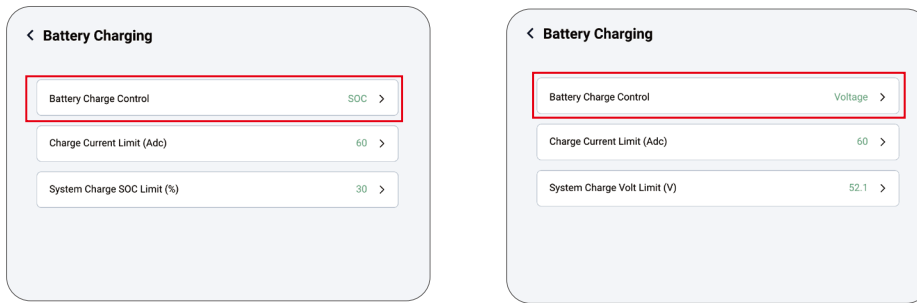 Battery Charging
Battery Charge Control SOC
Charge Current Limit (Adc) 60
System Charge SOC Limit (%) 30
Battery Charging
Battery Charge Control Voltage
Charge Current Limit (Adc) 60
System Charge Volt Limit (V) 52.1